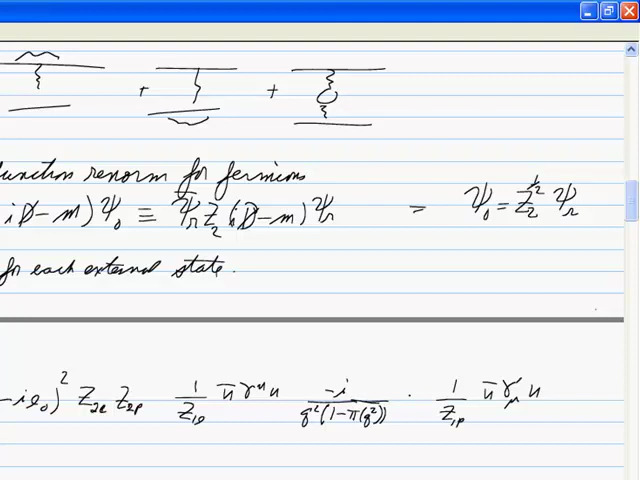 + +
function renorm for fermions
i D̸ - m) Ψ₀ ≡ Ψ̄ᵣ Z₂ (i D̸ - m) Ψᵣ = Ψ₀ = Z₂^½ Ψᵣ
for each external state.
-ie₀)² Z₂ₑ Z₂ₚ 1/Z₁ₑ ū γ^μ u -i/q²(1-π(q²)) · 1/Z₁ₚ ū γ_μ u